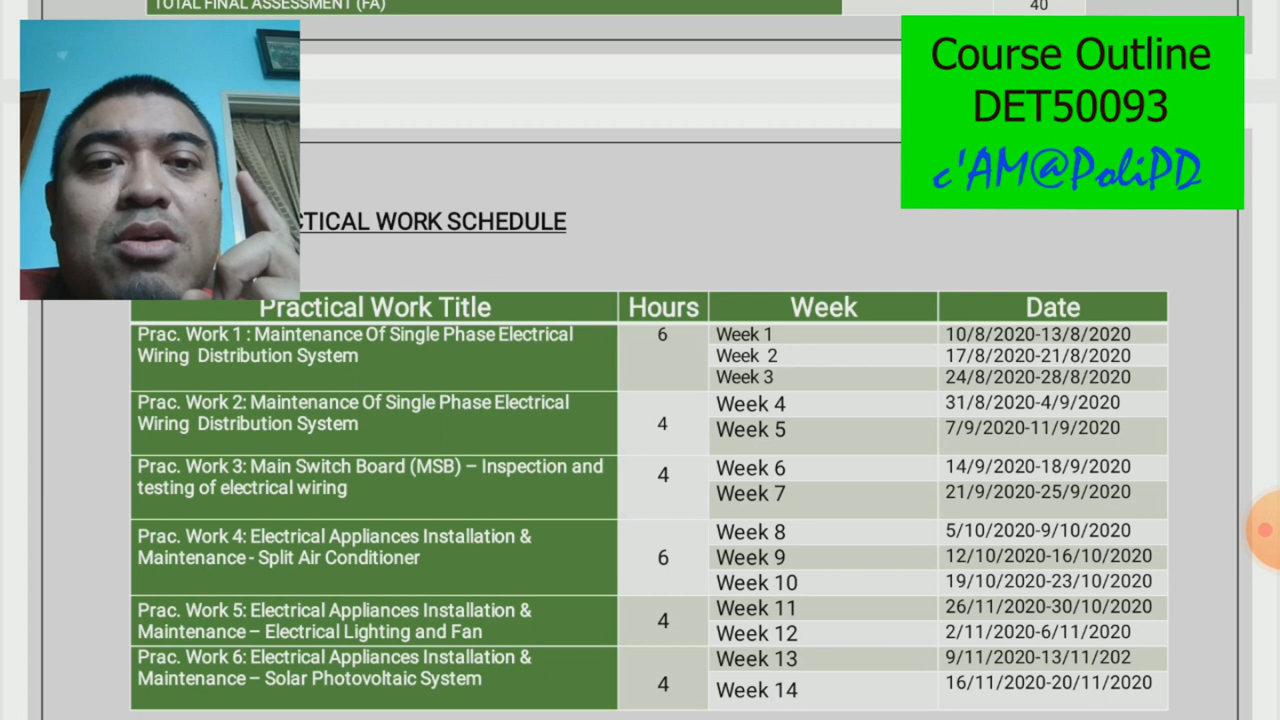 TOTAL FINAL ASSESSMENT (FA)
40
Course Outline
DET50093
c'AM@PoliPD
CTICAL WORK SCHEDULE
Practical Work Title
Hours
Week
Date
Prac. Work 1 : Maintenance Of Single Phase Electrical
Wiring Distribution System
6
Week 1
10/8/2020-13/8/2020
Week 2
17/8/2020-21/8/2020
Week 3
24/8/2020-28/8/2020
Prac. Work 2: Maintenance Of Single Phase Electrical
Wiring Distribution System
4
Week 4
31/8/2020-4/9/2020
Week 5
7/9/2020-11/9/2020
Prac. Work 3: Main Switch Board (MSB) – Inspection and
testing of electrical wiring
4
Week 6
14/9/2020-18/9/2020
Week 7
21/9/2020-25/9/2020
Prac. Work 4: Electrical Appliances Installation &
Maintenance - Split Air Conditioner
6
Week 8
5/10/2020-9/10/2020
Week 9
12/10/2020-16/10/2020
Week 10
19/10/2020-23/10/2020
Prac. Work 5: Electrical Appliances Installation &
Maintenance – Electrical Lighting and Fan
4
Week 11
26/11/2020-30/10/2020
Week 12
2/11/2020-6/11/2020
Prac. Work 6: Electrical Appliances Installation &
Maintenance – Solar Photovoltaic System
4
Week 13
9/11/2020-13/11/202
Week 14
16/11/2020-20/11/2020